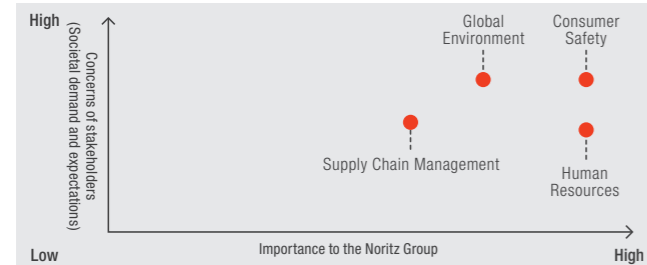 High
Concerns of stakeholders
(Societal demand and expectations)
Global
Environment
Consumer
Safety
Supply Chain Management
Human
Resources
Low
Importance to the Noritz Group
High